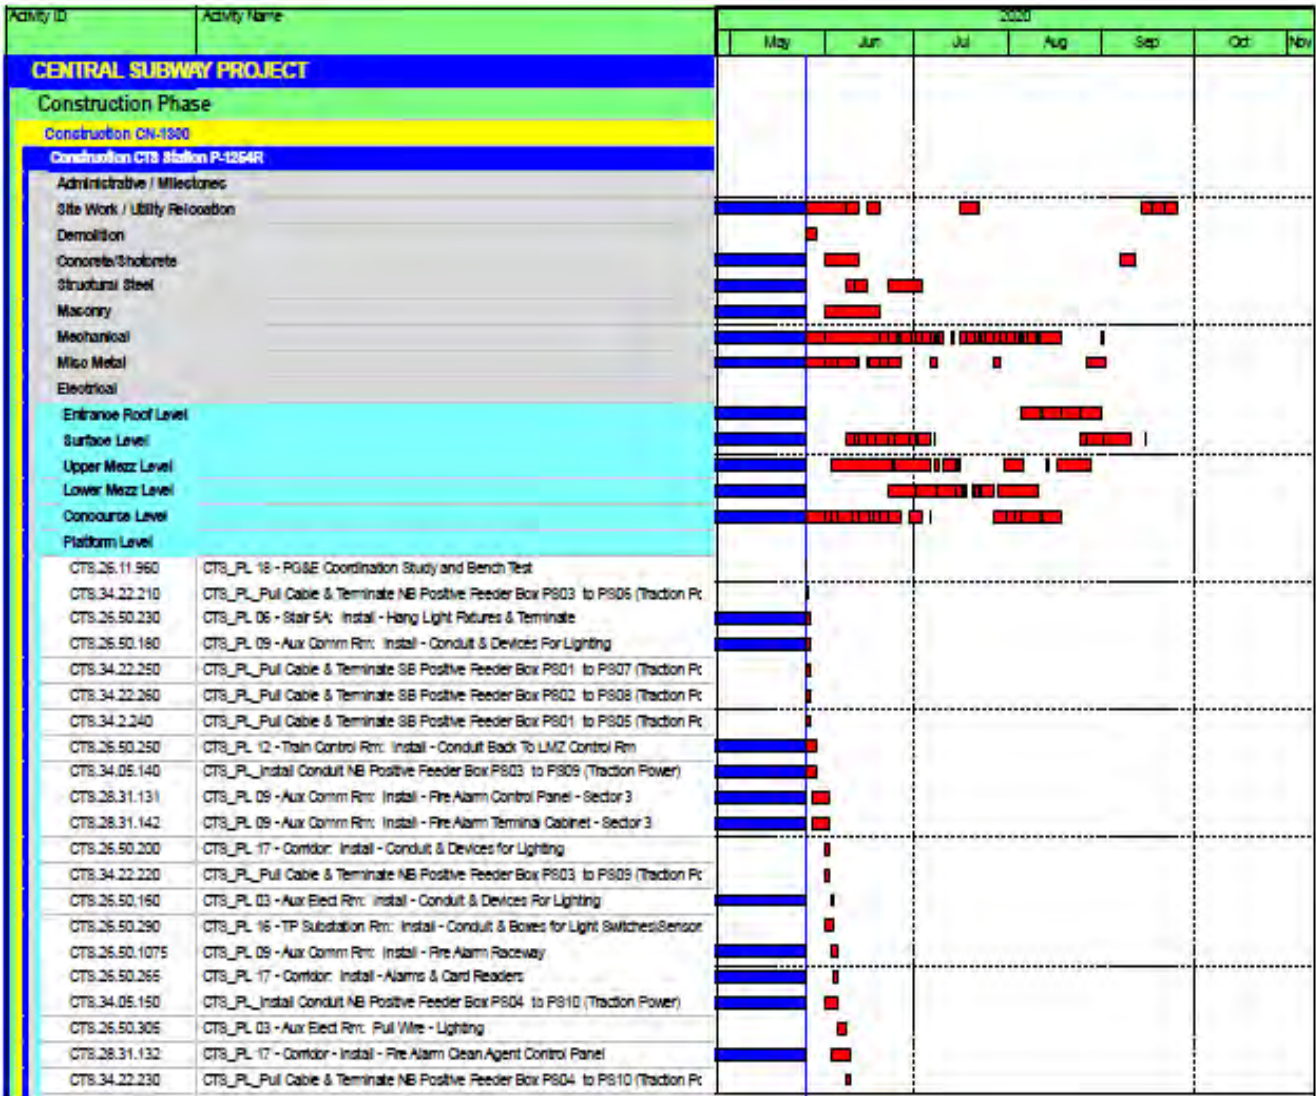 Activity ID Activity Name 2020
May Jun Jul Aug Sep Oct Nov
CENTRAL SUBWAY PROJECT
Construction Phase
Construction CN-1300
Construction CTS Station P-1254R
Administrative / Milestones
Site Work / Utility Relocation
Demolition
Concrete/Shotcrete
Structural Steel
Masonry
Mechanical
Misc Metal
Electrical
Entrance Roof Level
Surface Level
Upper Mezz Level
Lower Mezz Level
Concourse Level
Platform Level
CTS.26.11.960 CTS_PL 18 - PG&E Coordination Study and Bench Test
CTS.34.22.210 CTS_PL_Pull Cable & Terminate NB Positive Feeder Box PS03 to PS06 (Traction Pc
CTS.26.50.230 CTS_PL 06 - Stair 5A: Install - Hang Light Fixtures & Terminate
CTS.26.50.180 CTS_PL 09 - Aux Comm Rm: Install - Conduit & Devices For Lighting
CTS.34.22.250 CTS_PL_Pull Cable & Terminate SB Positive Feeder Box PS01 to PS07 (Traction Pc
CTS.34.22.260 CTS_PL_Pull Cable & Terminate SB Positive Feeder Box PS02 to PS08 (Traction Pc
CTS.34.2.240 CTS_PL_Pull Cable & Terminate SB Positive Feeder Box PS01 to PS05 (Traction Pc
CTS.26.50.250 CTS_PL 12 - Train Control Rm: Install - Conduit Back To LMZ Control Rm
CTS.34.05.140 CTS_PL_Install Conduit NB Positive Feeder Box PS03 to PS09 (Traction Power)
CTS.28.31.131 CTS_PL 09 - Aux Comm Rm: Install - Fire Alarm Control Panel - Sector 3
CTS.28.31.142 CTS_PL 09 - Aux Comm Rm: Install - Fire Alarm Terminal Cabinet - Sector 3
CTS.26.50.200 CTS_PL 17 - Corridor: Install - Conduit & Devices for Lighting
CTS.34.22.220 CTS_PL_Pull Cable & Terminate NB Positive Feeder Box PS03 to PS09 (Traction Pc
CTS.26.50.160 CTS_PL 03 - Aux Elect Rm: Install - Conduit & Devices For Lighting
CTS.26.50.290 CTS_PL 16 - TP Substation Rm: Install - Conduit & Boxes for Light Switches/Sensor
CTS.26.50.1075 CTS_PL 09 - Aux Comm Rm: Install - Fire Alarm Raceway
CTS.26.50.265 CTS_PL 17 - Corridor: Install - Alarms & Card Readers
CTS.34.05.150 CTS_PL_Install Conduit NB Positive Feeder Box PS04 to PS10 (Traction Power)
CTS.26.50.305 CTS_PL 03 - Aux Elect Rm: Pull Wire - Lighting
CTS.28.31.132 CTS_PL 17 - Corridor - Install - Fire Alarm Clean Agent Control Panel
CTS.34.22.230 CTS_PL_Pull Cable & Terminate NB Positive Feeder Box PS04 to PS10 (Traction Pc